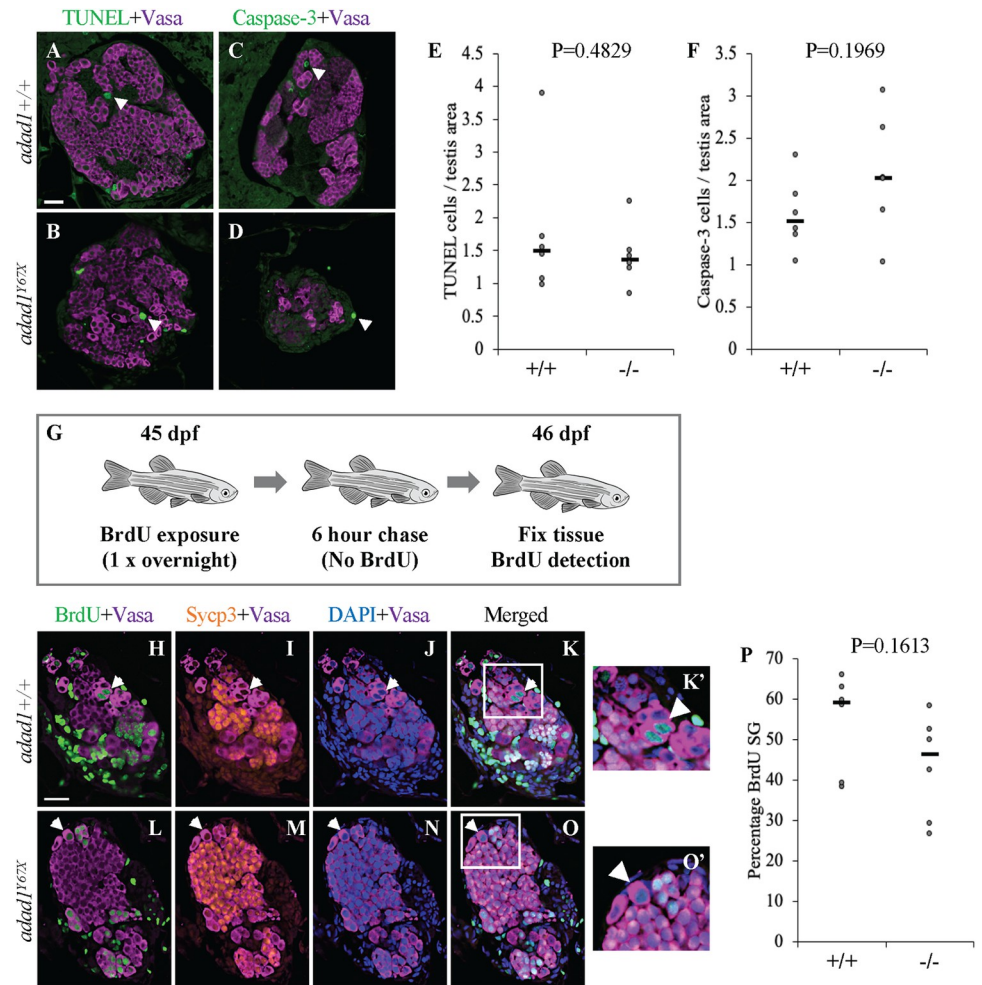 TUNEL+Vasa
Caspase-3+Vasa
adad1+/+
adad1Y67X
A
C
B
D
E
P=0.4829
TUNEL cells / testis area
4.5
4
3.5
3
2.5
2
1.5
1
0.5
0
+/+
-/-
F
P=0.1969
Caspase-3 cells / testis area
3.5
3
2.5
2
1.5
1
0.5
0
+/+
-/-
G
45 dpf
46 dpf
BrdU exposure
(1 x overnight)
6 hour chase
(No BrdU)
Fix tissue
BrdU detection
BrdU+Vasa
Sycp3+Vasa
DAPI+Vasa
Merged
adad1+/+
adad1Y67X
H
I
J
K
K'
L
M
N
O
O'
P
P=0.1613
Percentage BrdU SG
70
60
50
40
30
20
10
0
+/+
-/-